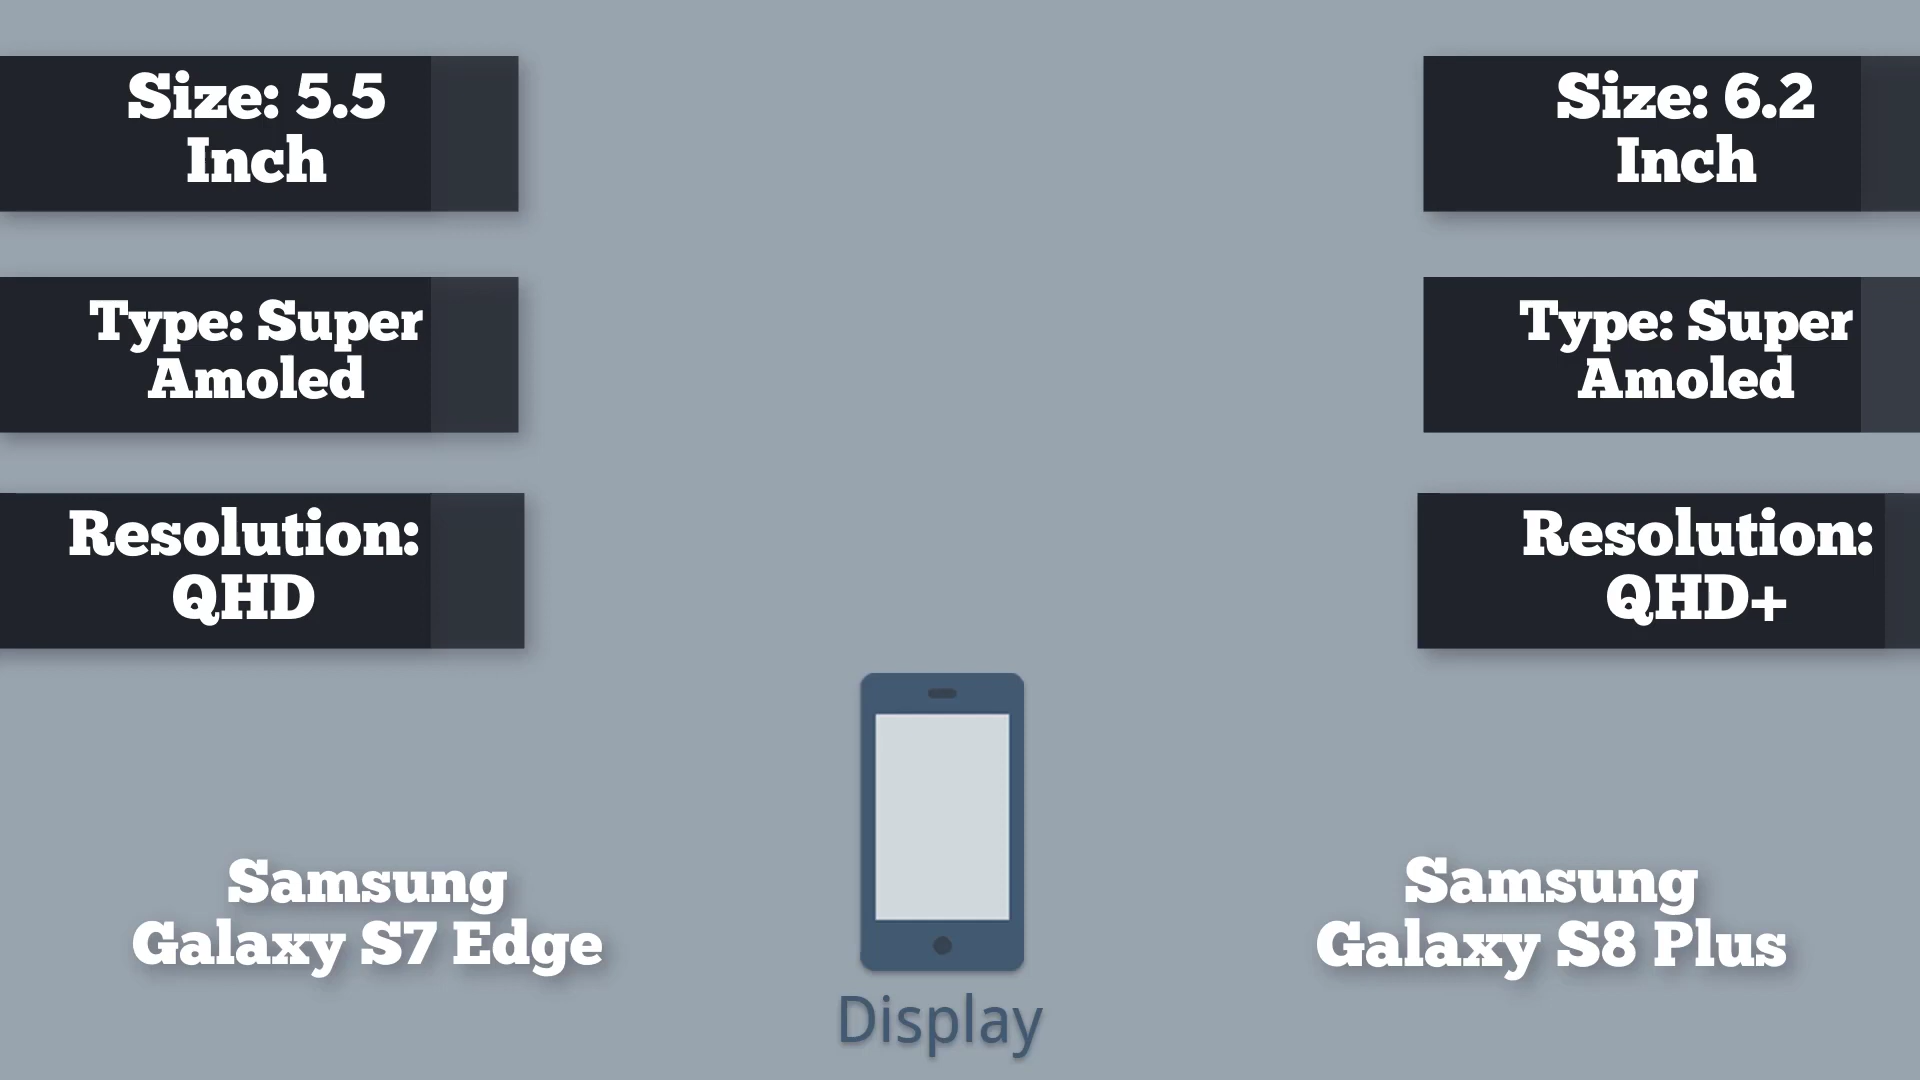 Size: 5.5
Inch
Type: Super
Amoled
Resolution:
QHD
Samsung
Galaxy S7 Edge
Size: 6.2
Inch
Type: Super
Amoled
Resolution:
QHD+
Samsung
Galaxy S8 Plus
Display